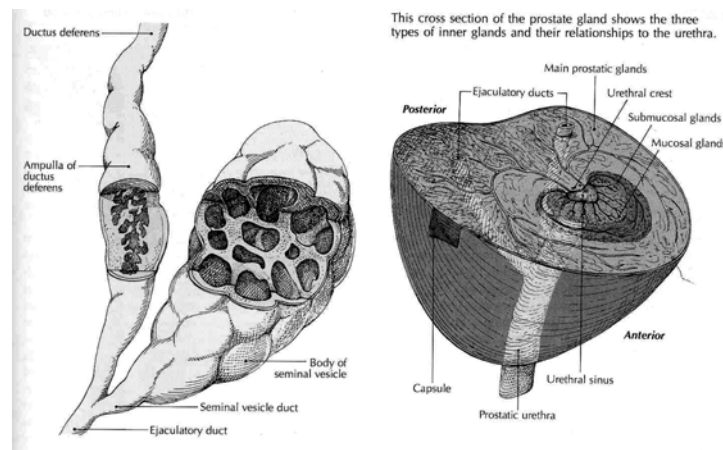 Ductus deferens
Ampulla of
ductus
deferens
Body of
seminal vesicle
Seminal vesicle duct
Ejaculatory duct
This cross section of the prostate gland shows the three
types of inner glands and their relationships to the urethra.
Main prostatic glands
Ejaculatory ducts
Urethral crest
Posterior
Submucosal glands
Mucosal gland
Anterior
Capsule
Urethral sinus
Prostatic urethra